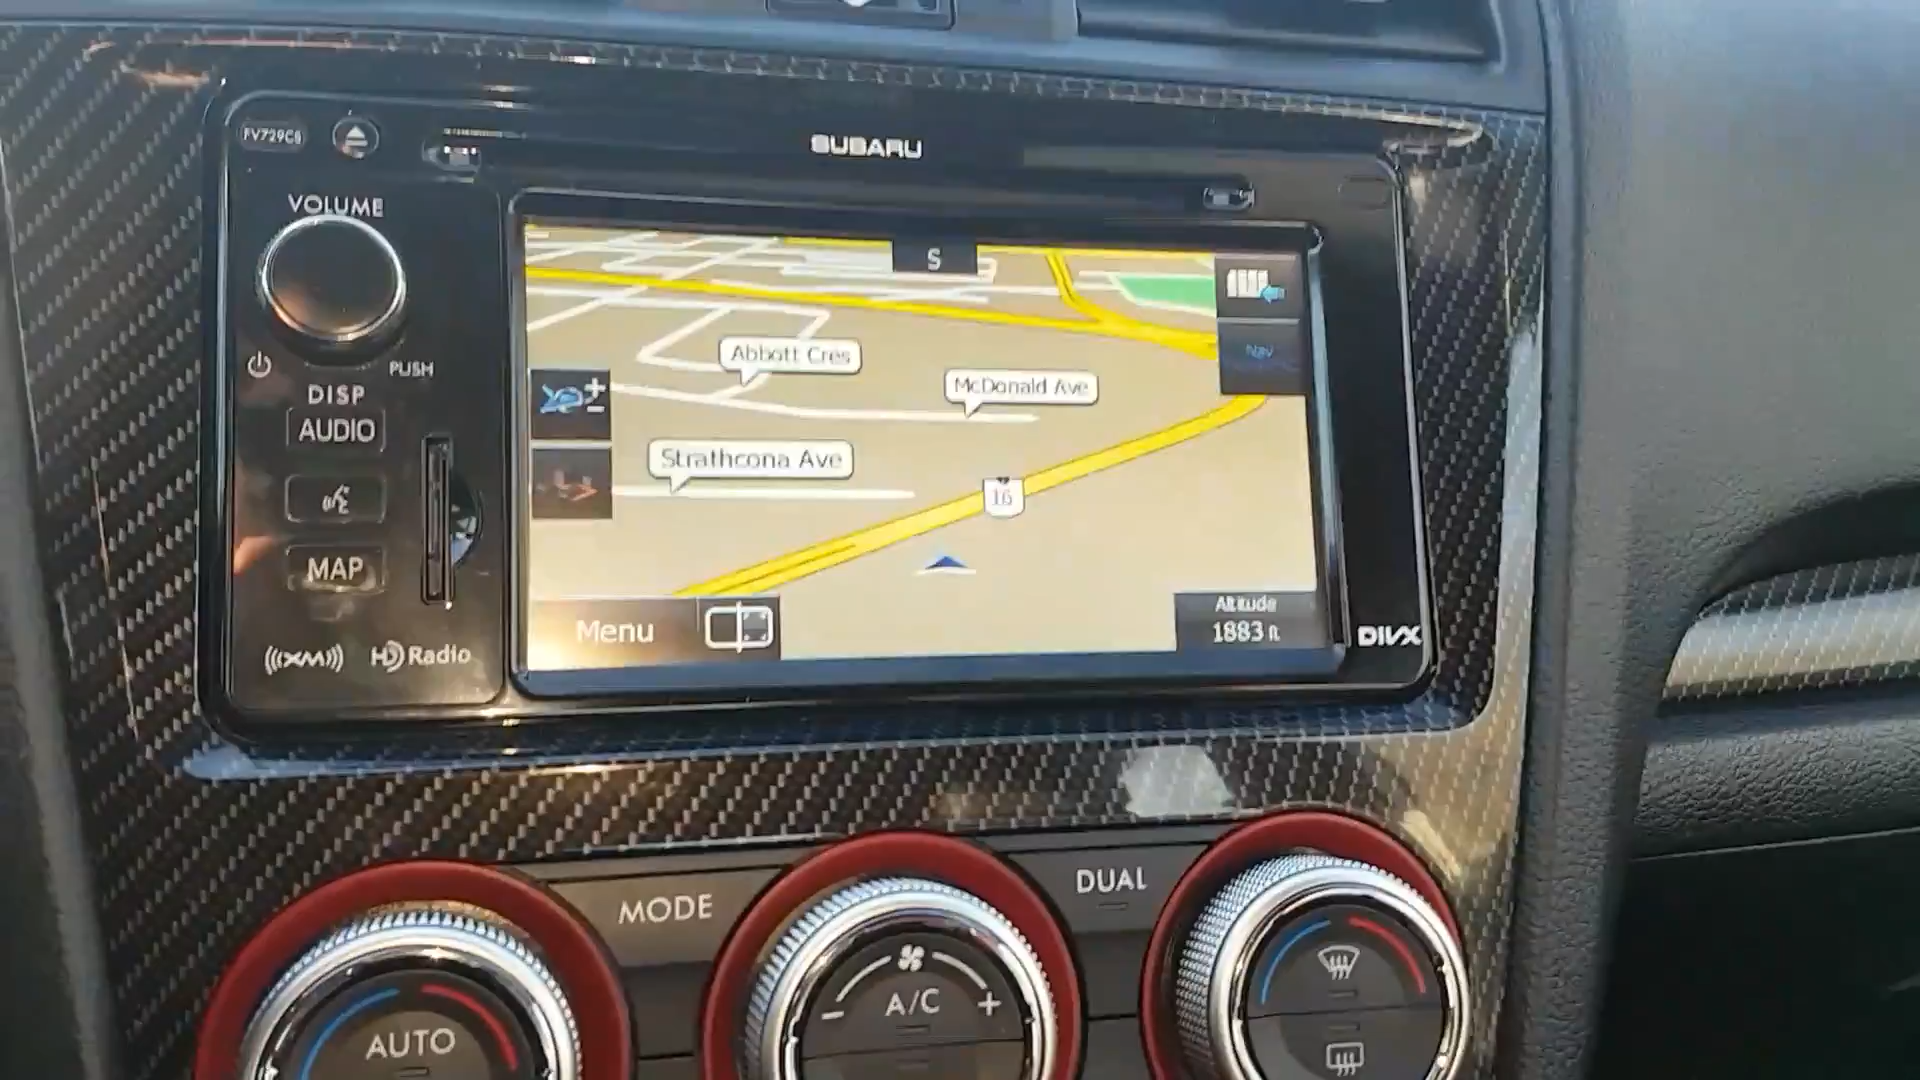 FV729C8
SUBARU
VOLUME
PUSH
DISP
AUDIO
MAP
((XM))
HD Radio
S
Nav
Abbott Cres
McDonald Ave
Strathcona Ave
16
Menu
Altitude
1883 ft
DIVX
MODE
DUAL
AUTO
A/C
- +